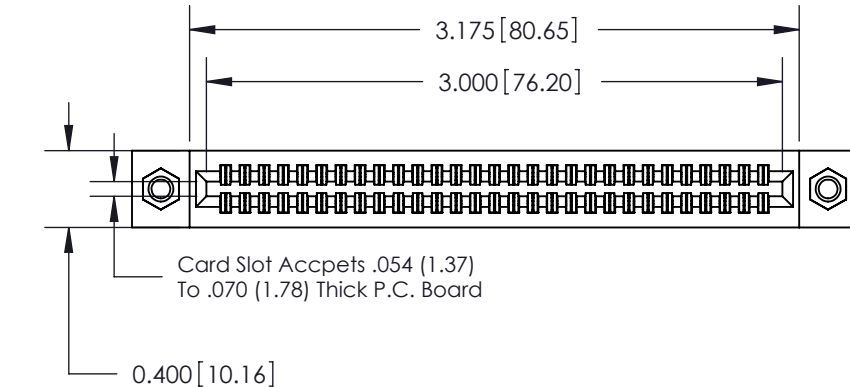 3.175[80.65]
3.000[76.20]
Card Slot Accpets .054 (1.37)
To .070 (1.78) Thick P.C. Board
0.400[10.16]